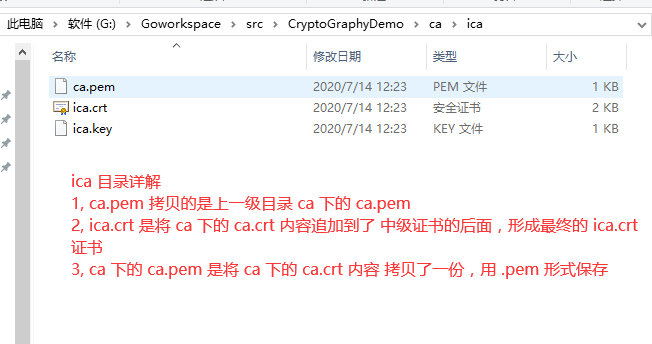 此电脑 > 软件 (G:) > Goworkspace > src > CryptoGraphyDemo > ca > ica
名称 修改日期 类型 大小
ca.pem 2020/7/14 12:23 PEM 文件 1 KB
ica.crt 2020/7/14 12:23 安全证书 2 KB
ica.key 2020/7/14 12:23 KEY 文件 1 KB
ica 目录详解
1, ca.pem 拷贝的是上一级目录 ca 下的 ca.pem
2, ica.crt 是将 ca 下的 ca.crt 内容追加到了 中级证书的后面，形成最终的 ica.crt
证书
3, ca 下的 ca.pem 是将 ca 下的 ca.crt 内容 拷贝了一份，用 .pem 形式保存